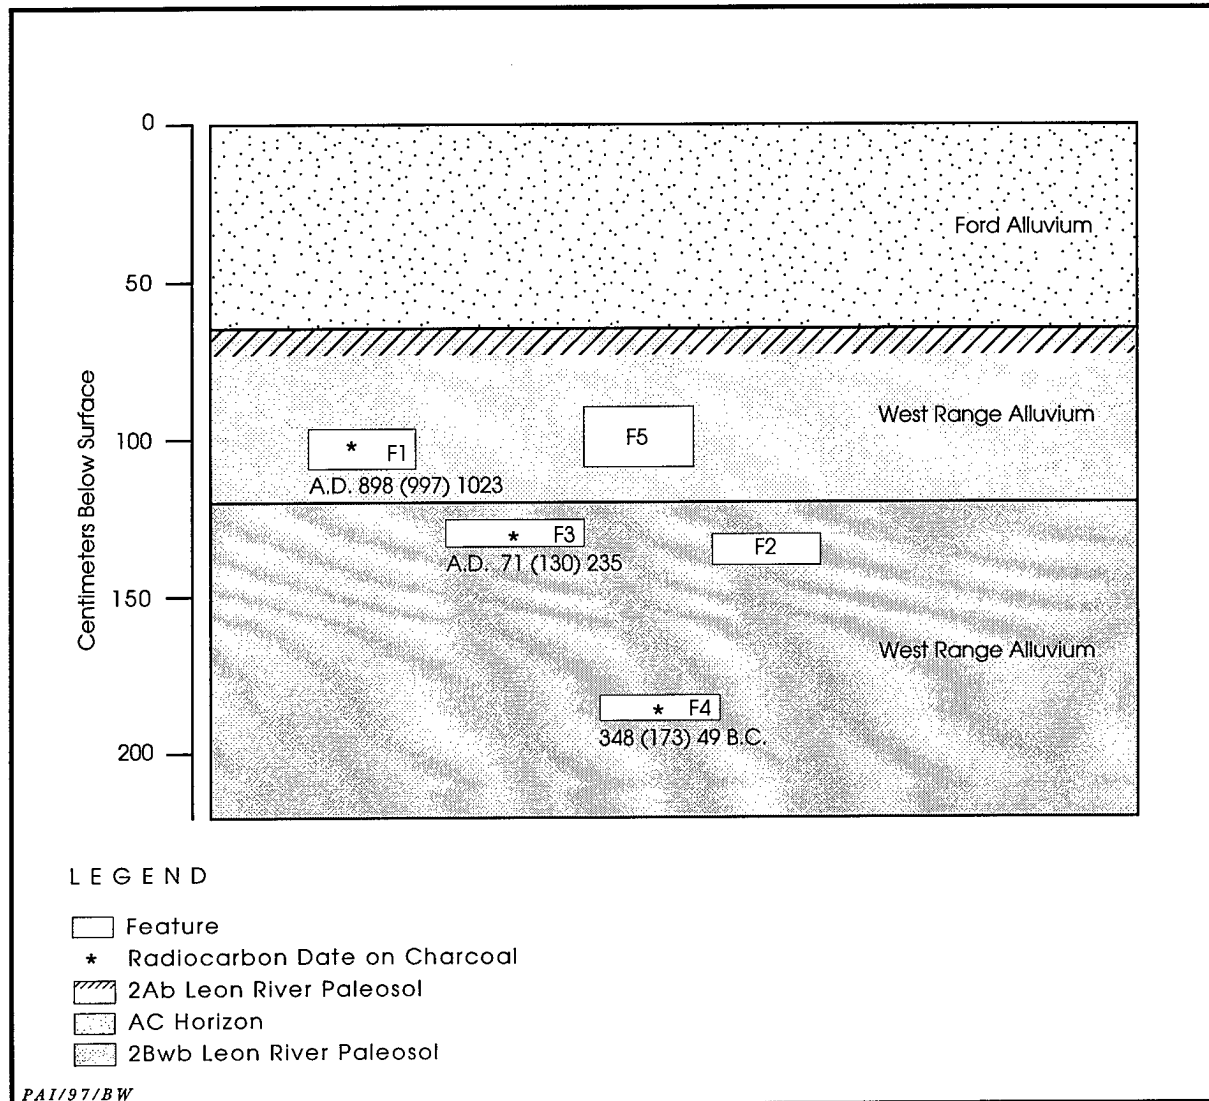 0
Ford Alluvium
50
Centimeters Below Surface
West Range Alluvium
F5
100
* F1
A.D. 898 (997) 1023
* F3
F2
A.D. 71 (130) 235
150
West Range Alluvium
* F4
348 (173) 49 B.C.
200
LEGEND
Feature
* Radiocarbon Date on Charcoal
2Ab Leon River Paleosol
AC Horizon
2Bwb Leon River Paleosol
PAI/97/BW